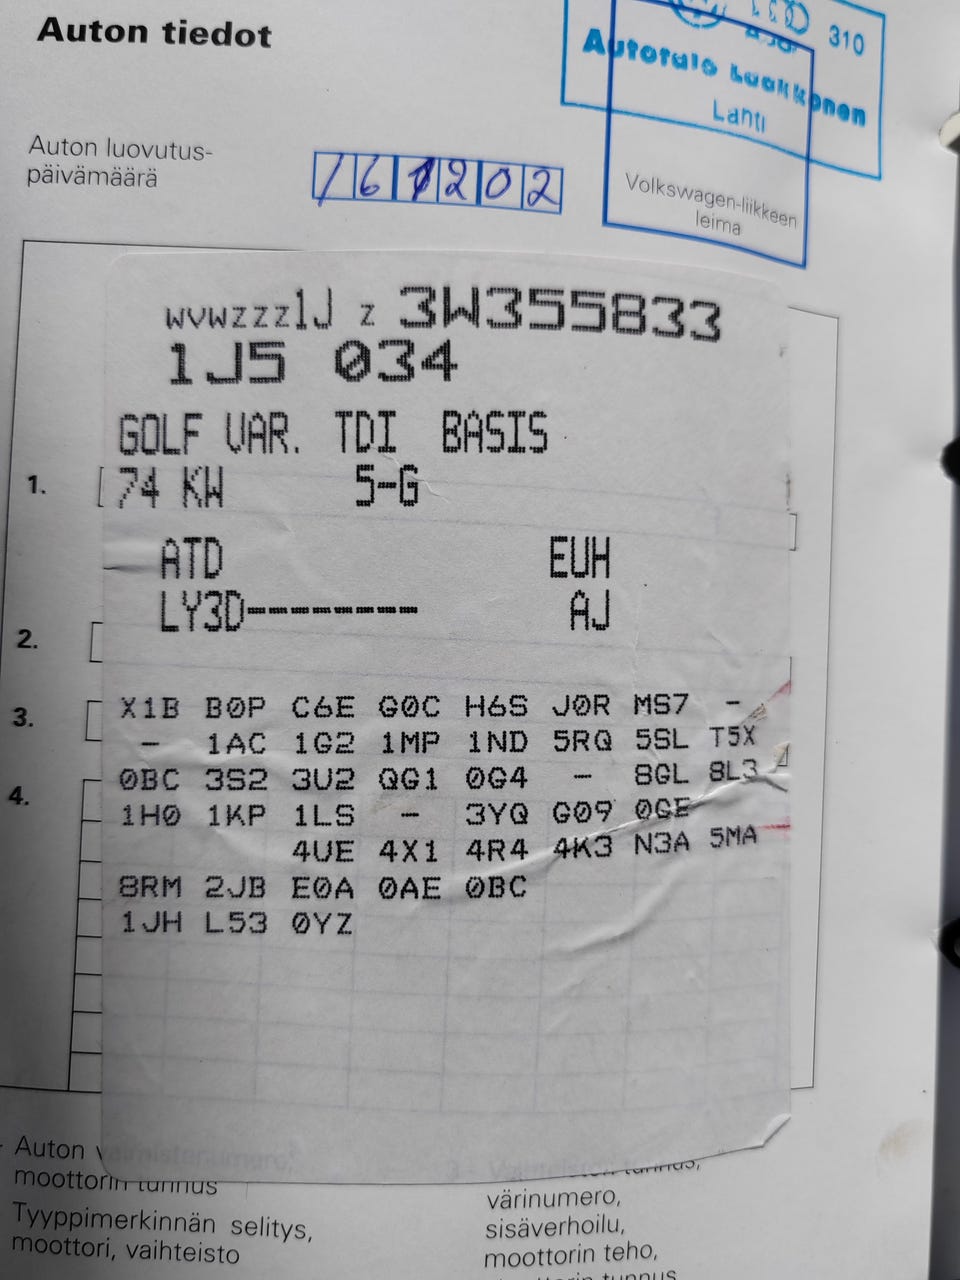 Auton tiedot
310
Autotalo Laakkonen
Lahti
Auton luovutus-
päivämäärä
161202
Volkswagen-liikkeen
leima
WVWZZZ1J Z 3W355833
1J5 034
GOLF VAR. TDI BASIS
1.
74 KW 5-G
ATD EUH
LY3D-------- AJ
2.
X1B B0P C6E G0C H6S J0R MS7 -
3.
- 1AC 1G2 1MP 1ND 5RQ 5SL T5X
0BC 3S2 3U2 QG1 0G4 - 8GL 8L3
4.
1H0 1KP 1LS - 3YQ G09 0GE
4UE 4X1 4R4 4K3 N3A 5MA
8RM 2JB E0A 0AE 0BC
1JH L53 0YZ
Auton
moottorin tunnus
Tyyppimerkinnän selitys,
moottori, vaihteisto
tunnus,
värinumero,
sisäverhoilu,
moottorin teho,